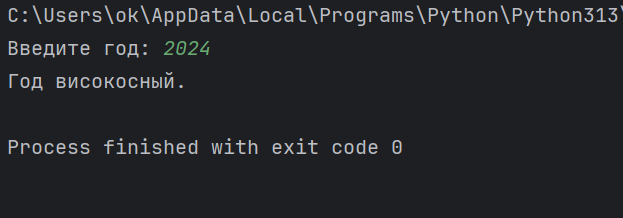 C:\Users\ok\AppData\Local\Programs\Python\Python313\
Введите год: 2024
Год високосный.
Process finished with exit code 0